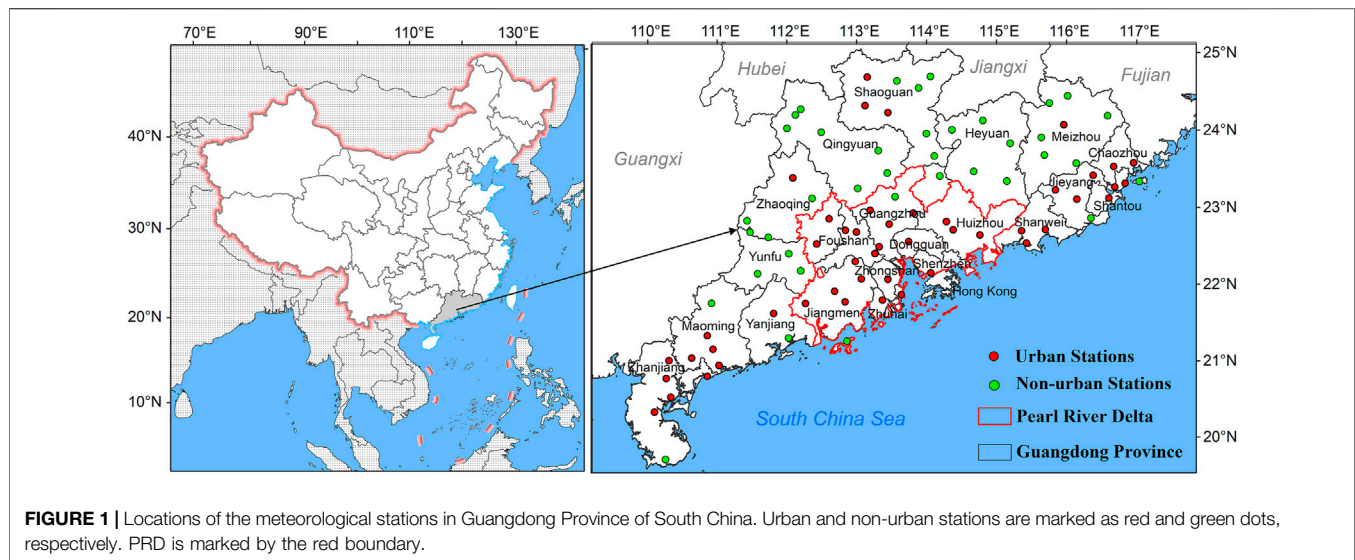 70°E 90°E 110°E 130°E
40°N
30°N
20°N
10°N
110°E 111°E 112°E 113°E 114°E 115°E 116°E 117°E
25°N
24°N
23°N
22°N
21°N
20°N
Hubei
Jiangxi
Fujian
Guangxi
Shaoguan
Heyuan
Meizhou
Qingyuan
Chaozhou
Jieyang
Shantou
Zhaoqing
Guangzhou
Huizhou
Shanweit
Foushan
Dongguan
Yunfu
Zhongshan
Shenzhen
Hong Kong
Jiangmen
Zhuhai
Yanjiang
Maoming
Zhanjiang
South China Sea
Urban Stations
Non-urban Stations
Pearl River Delta
Guangdong Province
FIGURE 1 | Locations of the meteorological stations in Guangdong Province of South China. Urban and non-urban stations are marked as red and green dots,
respectively. PRD is marked by the red boundary.